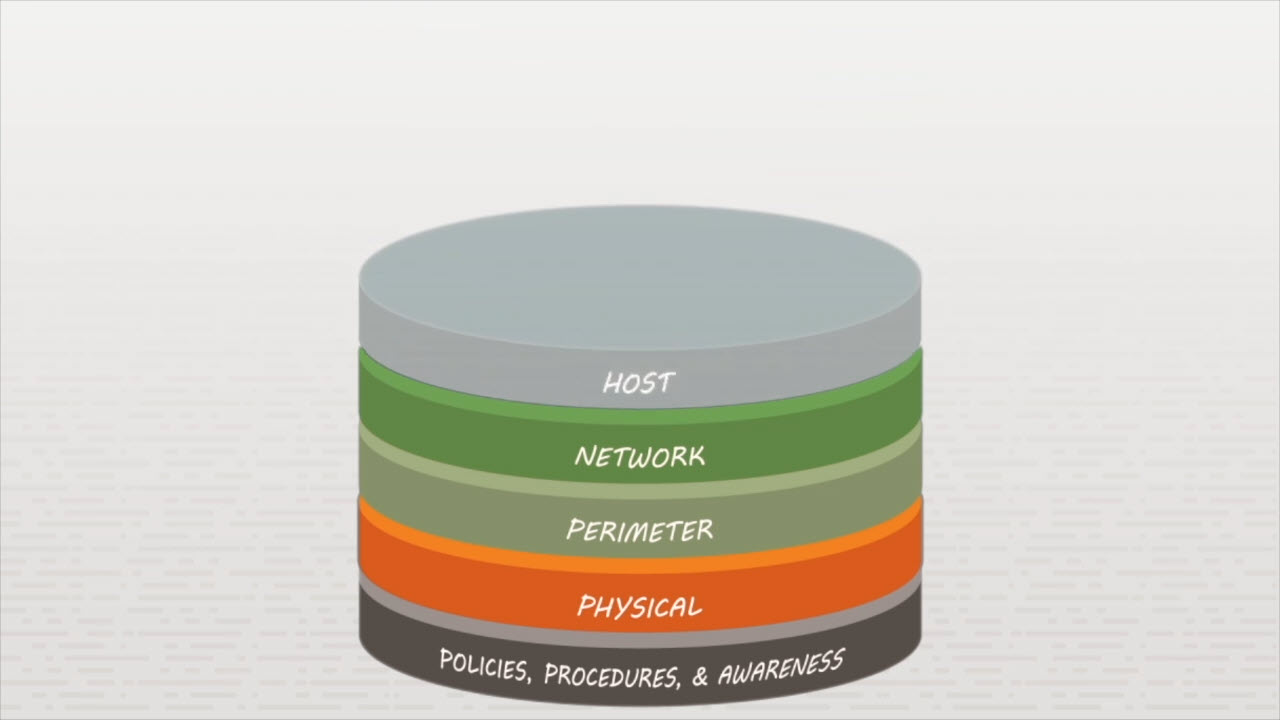 HOST
NETWORK
PERIMETER
PHYSICAL
POLICIES, PROCEDURES, & AWARENESS